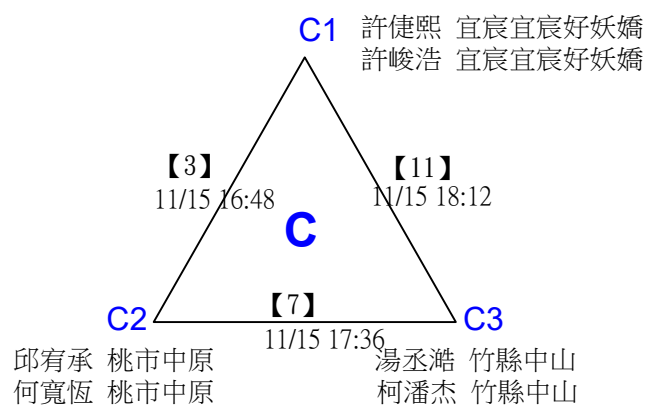 C1 許倢熙 宜宸宜宸好妖嬌
許峻浩 宜宸宜宸好妖嬌
【3】 【11】
11/15 16:48 11/15 18:12
C
【7】
C2 C3
11/15 17:36
邱宥承 桃市中原 湯丞澔 竹縣中山
何寬恆 桃市中原 柯潘杰 竹縣中山